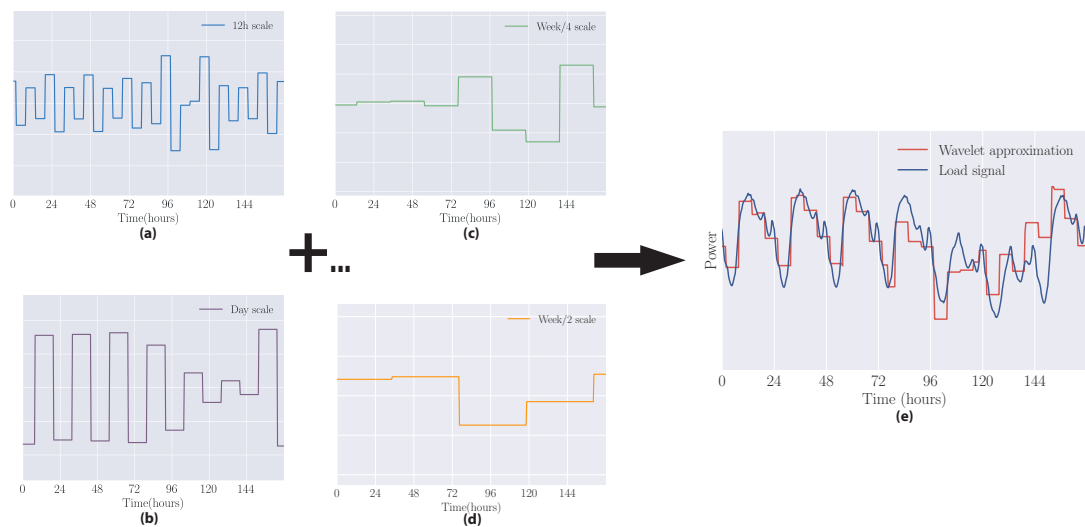 12h scale
0 24 48 72 96 120 144
Time(hours)
(a)
Week/4 scale
0 24 48 72 96 120 144
Time(hours)
(c)
+...
Day scale
0 24 48 72 96 120 144
Time(hours)
(b)
Week/2 scale
0 24 48 72 96 120 144
Time(hours)
(d)
Wavelet approximation
Load signal
Power
0 24 48 72 96 120 144
Time (hours)
(e)